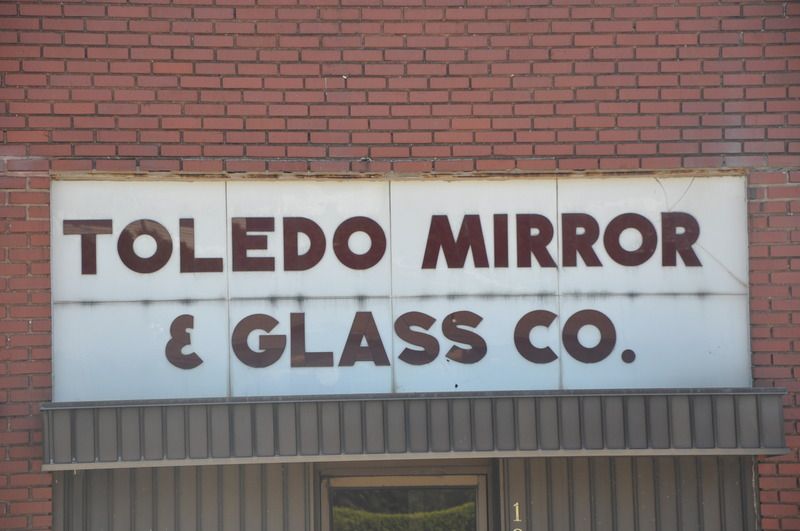 TOLEDO MIRROR
& GLASS CO.